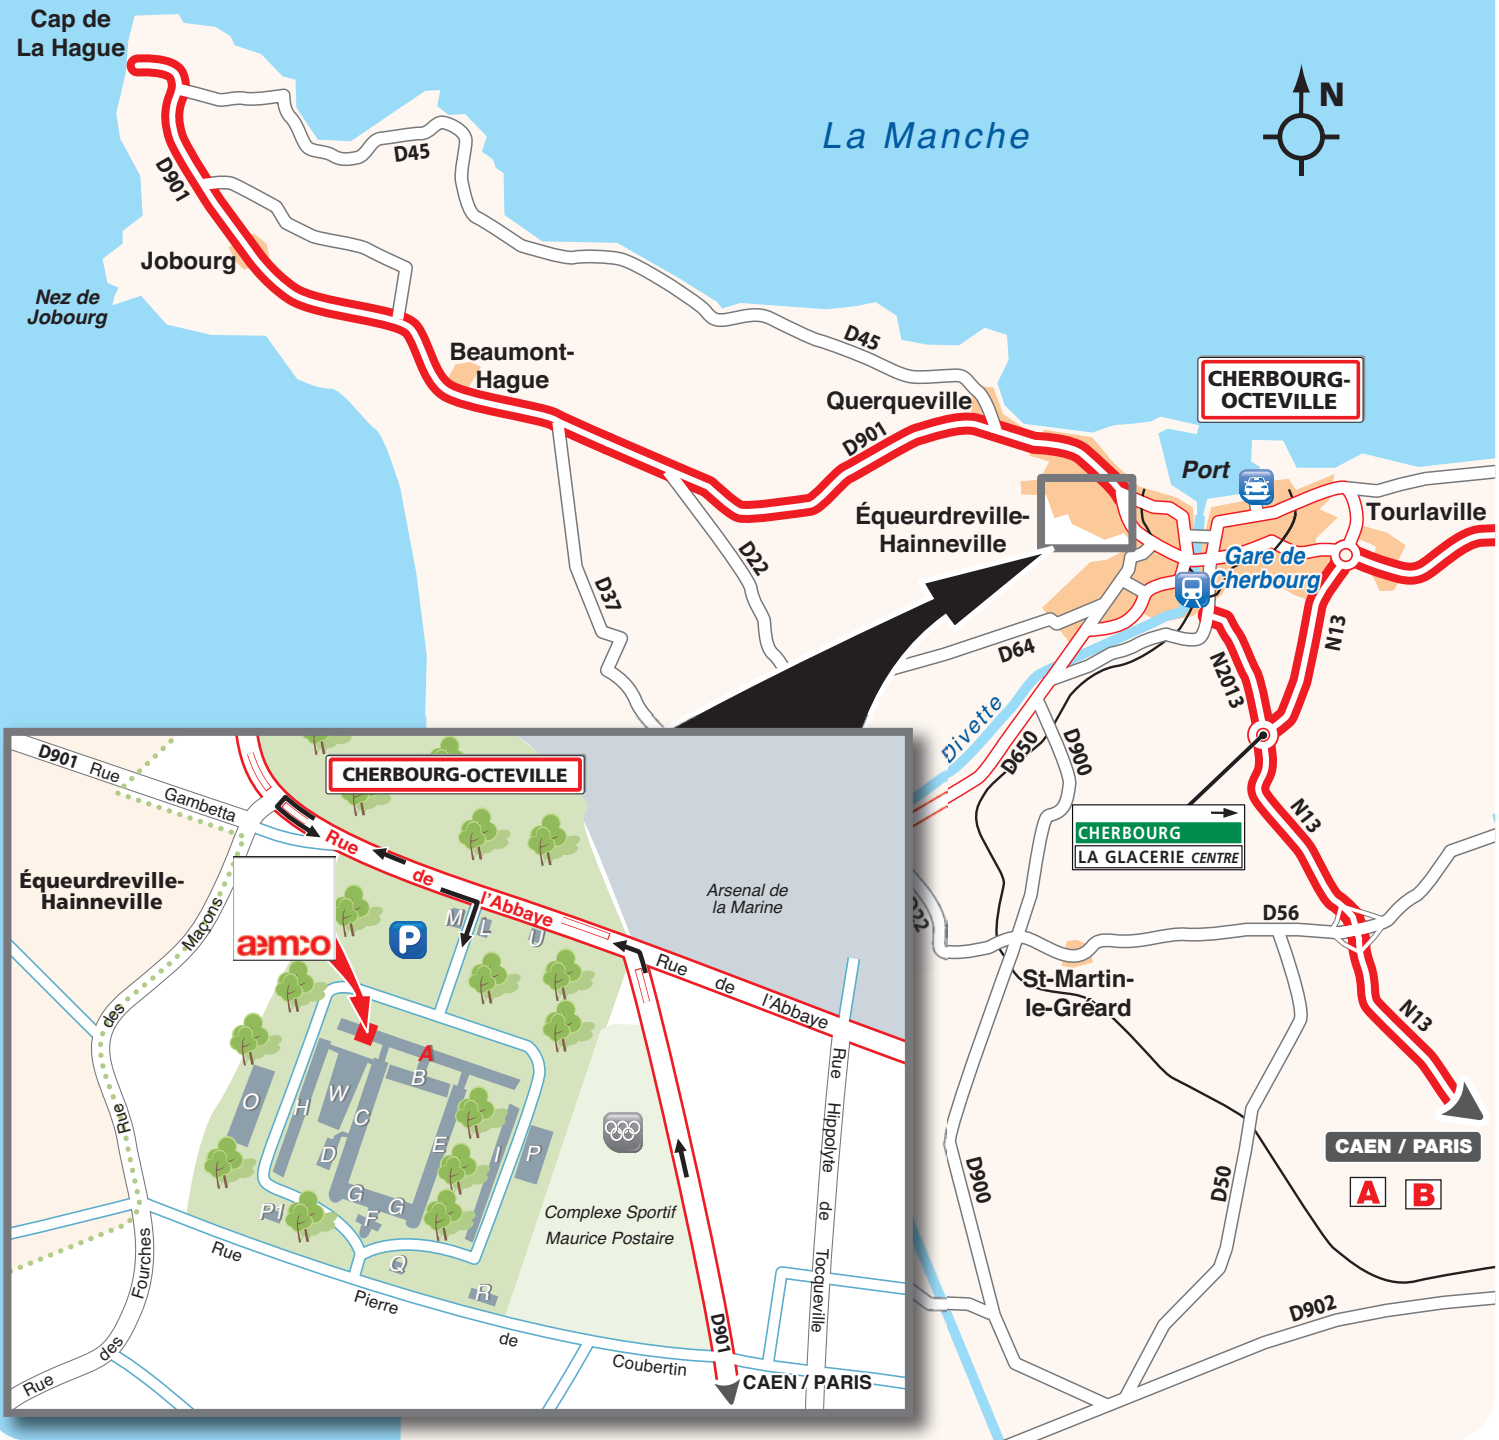 Cap de
La Hague
N
La Manche
D45
D901
Jobourg
Nez de
Jobourg
D45
Beaumont-
Hague
CHERBOURG-
OCTEVILLE
Querqueville
D901
Port
Tourlaville
Équeurdreville-
Hainneville
Gare de
Cherbourg
D22
D37
D64
N13
N2013
Divette
D650
D900
N13
CHERBOURG
LA GLACERIE CENTRE
D22
D56
St-Martin-
le-Gréard
N13
CAEN / PARIS
A B
D900
D50
D902
CHERBOURG-OCTEVILLE
D901 Rue
Gambetta
Rue
de
l'Abbaye
Équeurdreville-
Hainneville
Arsenal de
la Marine
aemco
P
M
L
U
Rue de l'Abbaye
Rue des Maçons
A
B
W
C
H
O
D
E
I
P
G
G
F
P1
Q
R
Rue Hippolyte de Tocqueville
Complexe Sportif
Maurice Postaire
Rue des Fourches
Rue Pierre de Coubertin
D901
CAEN / PARIS